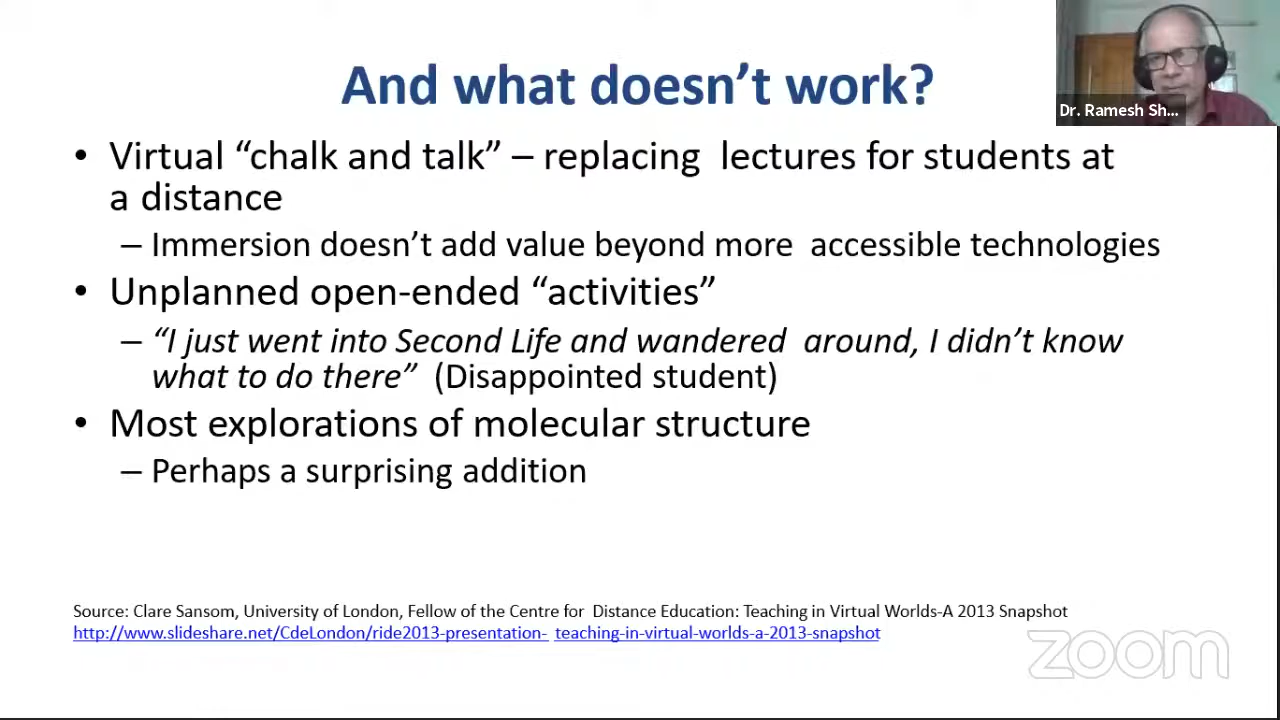 And what doesn’t work?
Dr. Ramesh Sh...
• Virtual “chalk and talk” – replacing lectures for students at
a distance
– Immersion doesn’t add value beyond more accessible technologies
• Unplanned open-ended “activities”
– “I just went into Second Life and wandered around, I didn’t know
what to do there” (Disappointed student)
• Most explorations of molecular structure
– Perhaps a surprising addition
Source: Clare Sansom, University of London, Fellow of the Centre for Distance Education: Teaching in Virtual Worlds-A 2013 Snapshot
http://www.slideshare.net/CdeLondon/ride2013-presentation- teaching-in-virtual-worlds-a-2013-snapshot
zoom